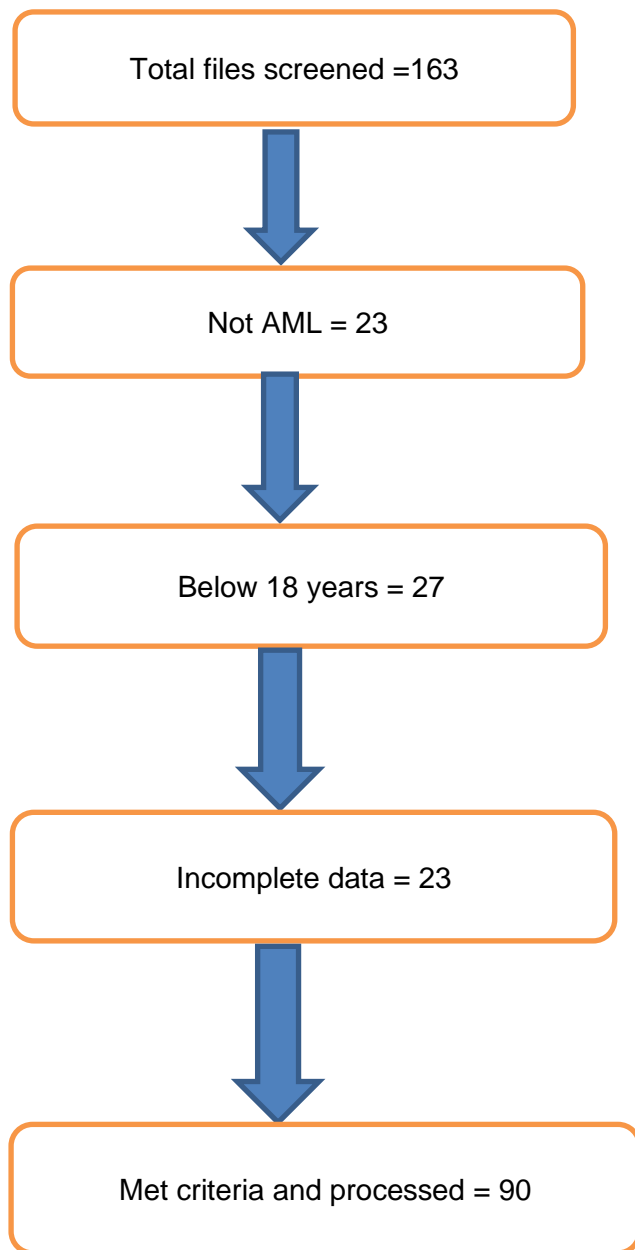 Total files screened =163
Not AML = 23
Below 18 years = 27
Incomplete data = 23
Met criteria and processed = 90